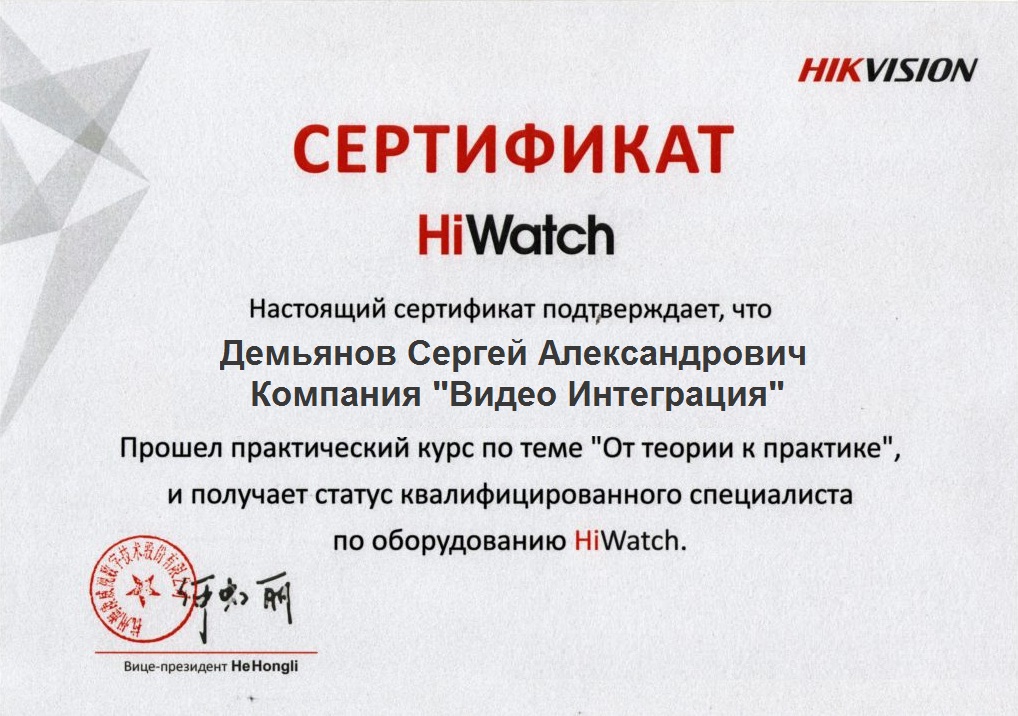 HIKVISION
СЕРТИФИКАТ
HiWatch
Настоящий сертификат подтверждает, что
Демьянов Сергей Александрович
Компания "Видео Интеграция"
Прошел практический курс по теме "От теории к практике",
и получает статус квалифицированного специалиста
по оборудованию HiWatch.
何虹丽
Вице-президент HeHongli